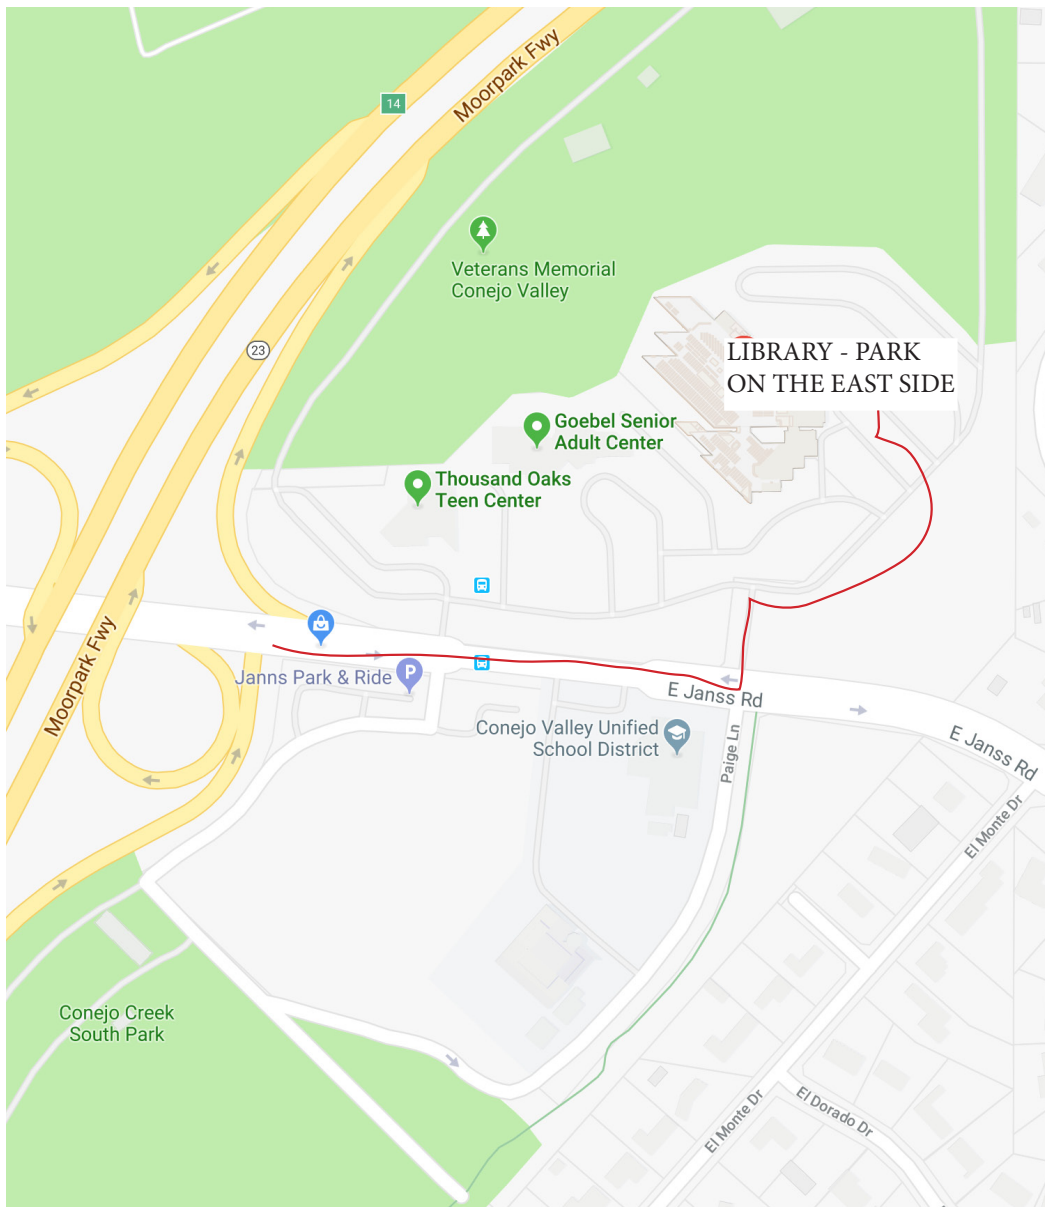 Moorpark Fwy
14
Veterans Memorial
Conejo Valley
23
LIBRARY - PARK
ON THE EAST SIDE
Goebel Senior
Adult Center
Thousand Oaks
Teen Center
Moorpark Fwy
Janns Park & Ride
P
E Janss Rd
Conejo Valley Unified
School District
Paige Ln
E Janss Rd
El Monte Dr
Conejo Creek
South Park
El Monte Dr
El Dorado Dr